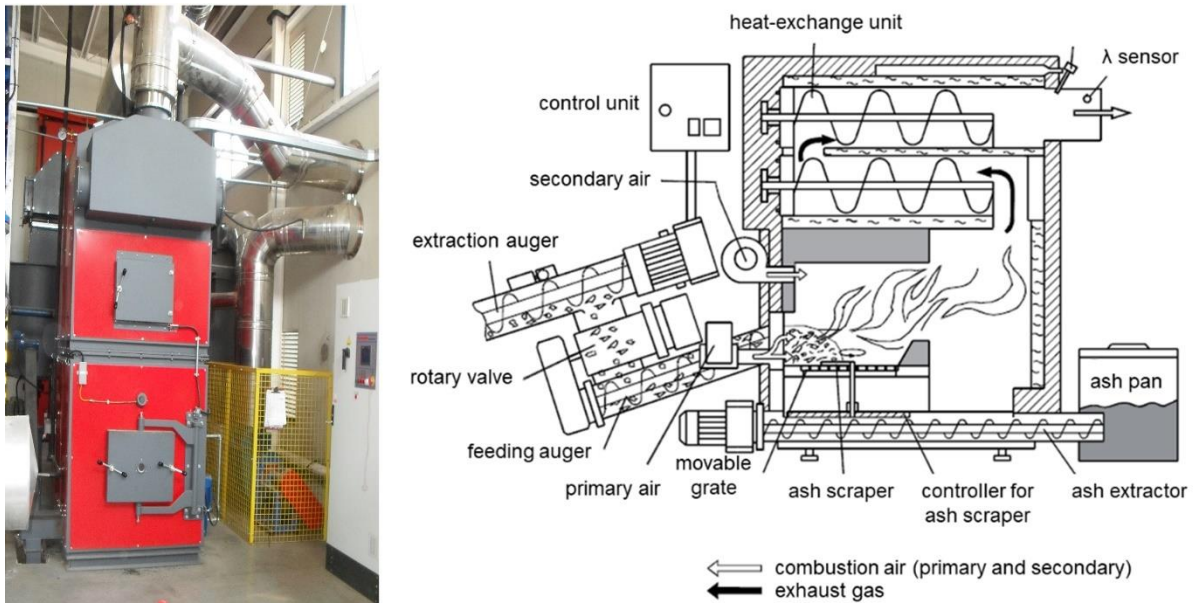 heat-exchange unit
λ sensor
control unit
secondary air
extraction auger
rotary valve
feeding auger
primary air
movable
grate
ash scraper
controller for
ash scraper
ash extractor
ash pan
combustion air (primary and secondary)
exhaust gas